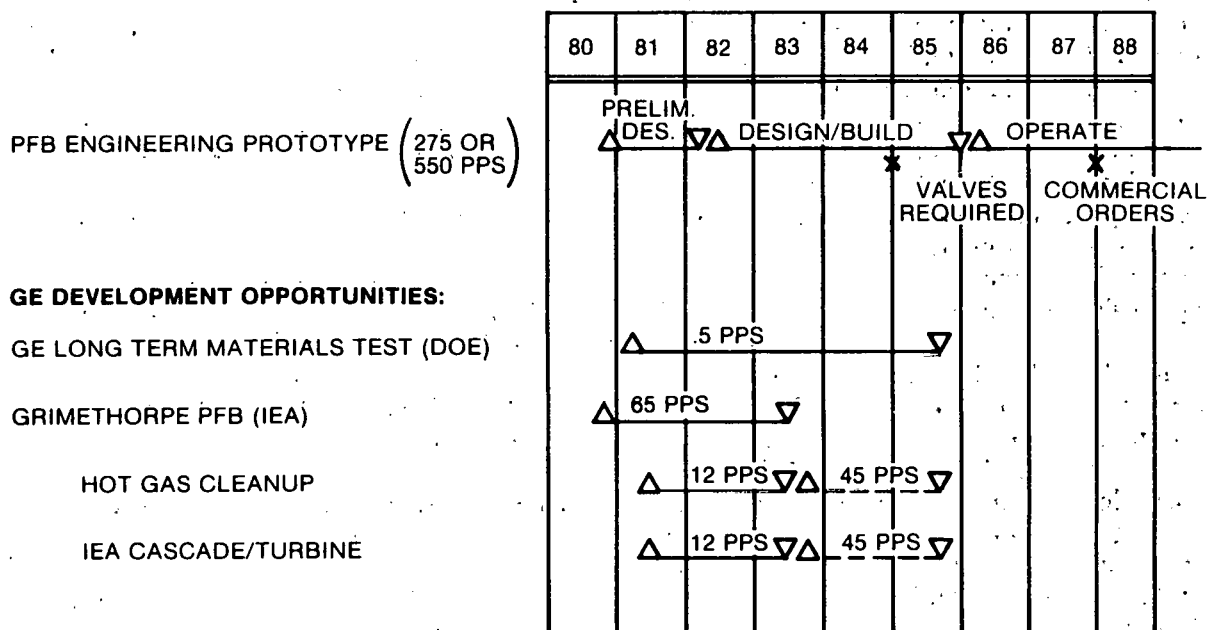 80 81 82 83 84 85 86 87 88
PRELIM.
DES. DESIGN/BUILD OPERATE
PFB ENGINEERING PROTOTYPE (275 OR
550 PPS)
VALVES COMMERCIAL
REQUIRED ORDERS
GE DEVELOPMENT OPPORTUNITIES:
GE LONG TERM MATERIALS TEST (DOE) .5 PPS
GRIMETHORPE PFB (IEA) 65 PPS
HOT GAS CLEANUP 12 PPS 45 PPS
IEA CASCADE/TURBINE 12 PPS 45 PPS